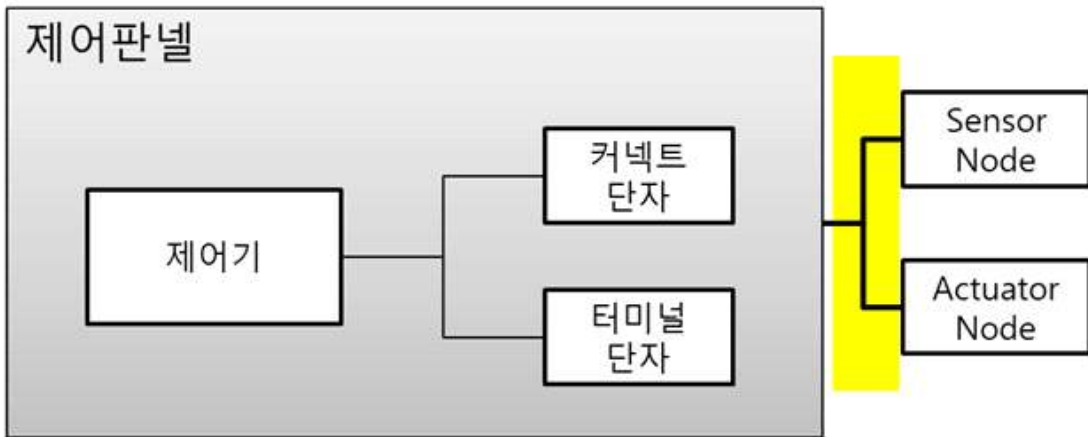 제어판넬
커넥트
단자
제어기
터미널
단자
Sensor
Node
Actuator
Node